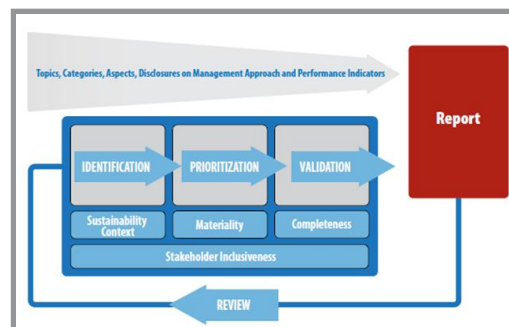 Topics, Categories, Aspects, Disclosures on Management Approach and Performance Indicators
Report
IDENTIFICATION
PRIORITIZATION
VALIDATION
Sustainability
Context
Materiality
Completeness
Stakeholder Inclusiveness
REVIEW